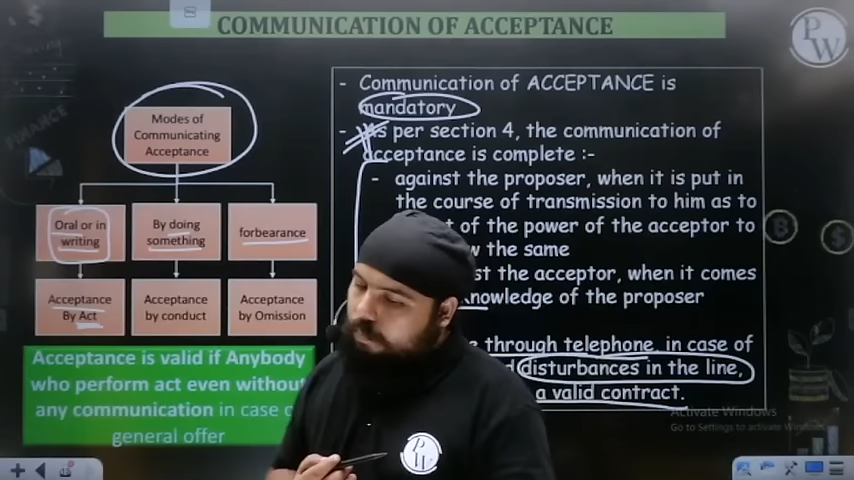 COMMUNICATION OF ACCEPTANCE
P
W
FINANCE
Modes of
Communicating
Acceptance
Oral or in
writing
By doing
something
forbearance
Acceptance
By Act
Acceptance
by conduct
Acceptance
by Omission
Acceptance is valid if Anybody
who perform act even without
any communication in case
general offer
- Communication of ACCEPTANCE is
mandatory
- As per section 4, the communication of
acceptance is complete :-
- against the proposer, when it is put in
the course of transmission to him as to
of the power of the acceptor to
the same
the acceptor, when it comes
knowledge of the proposer
through telephone, in case of
disturbances in the line,
a valid contract.
Activate Windows
Go to Settings to activate Windows
P
W